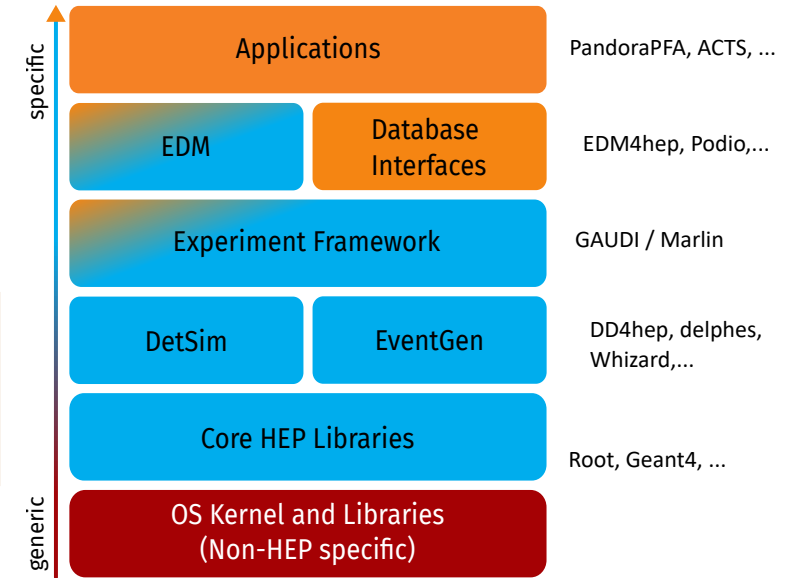 specific
Applications
PandoraPFA, ACTS, ...
EDM
Database
Interfaces
EDM4hep, Podio,...
Experiment Framework
GAUDI / Marlin
DetSim
EventGen
DD4hep, delphes,
Whizard,...
Core HEP Libraries
Root, Geant4, ...
generic
OS Kernel and Libraries
(Non-HEP specific)